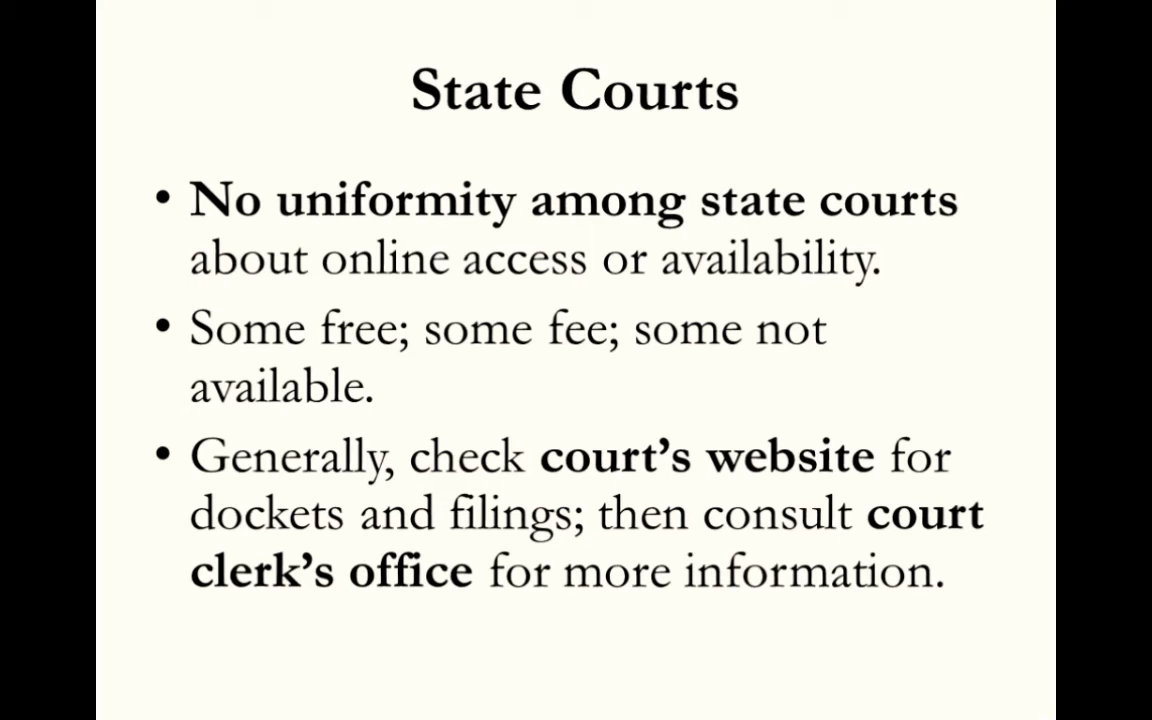 State Courts
• No uniformity among state courts
about online access or availability.
• Some free; some fee; some not
available.
• Generally, check court’s website for
dockets and filings; then consult court
clerk’s office for more information.